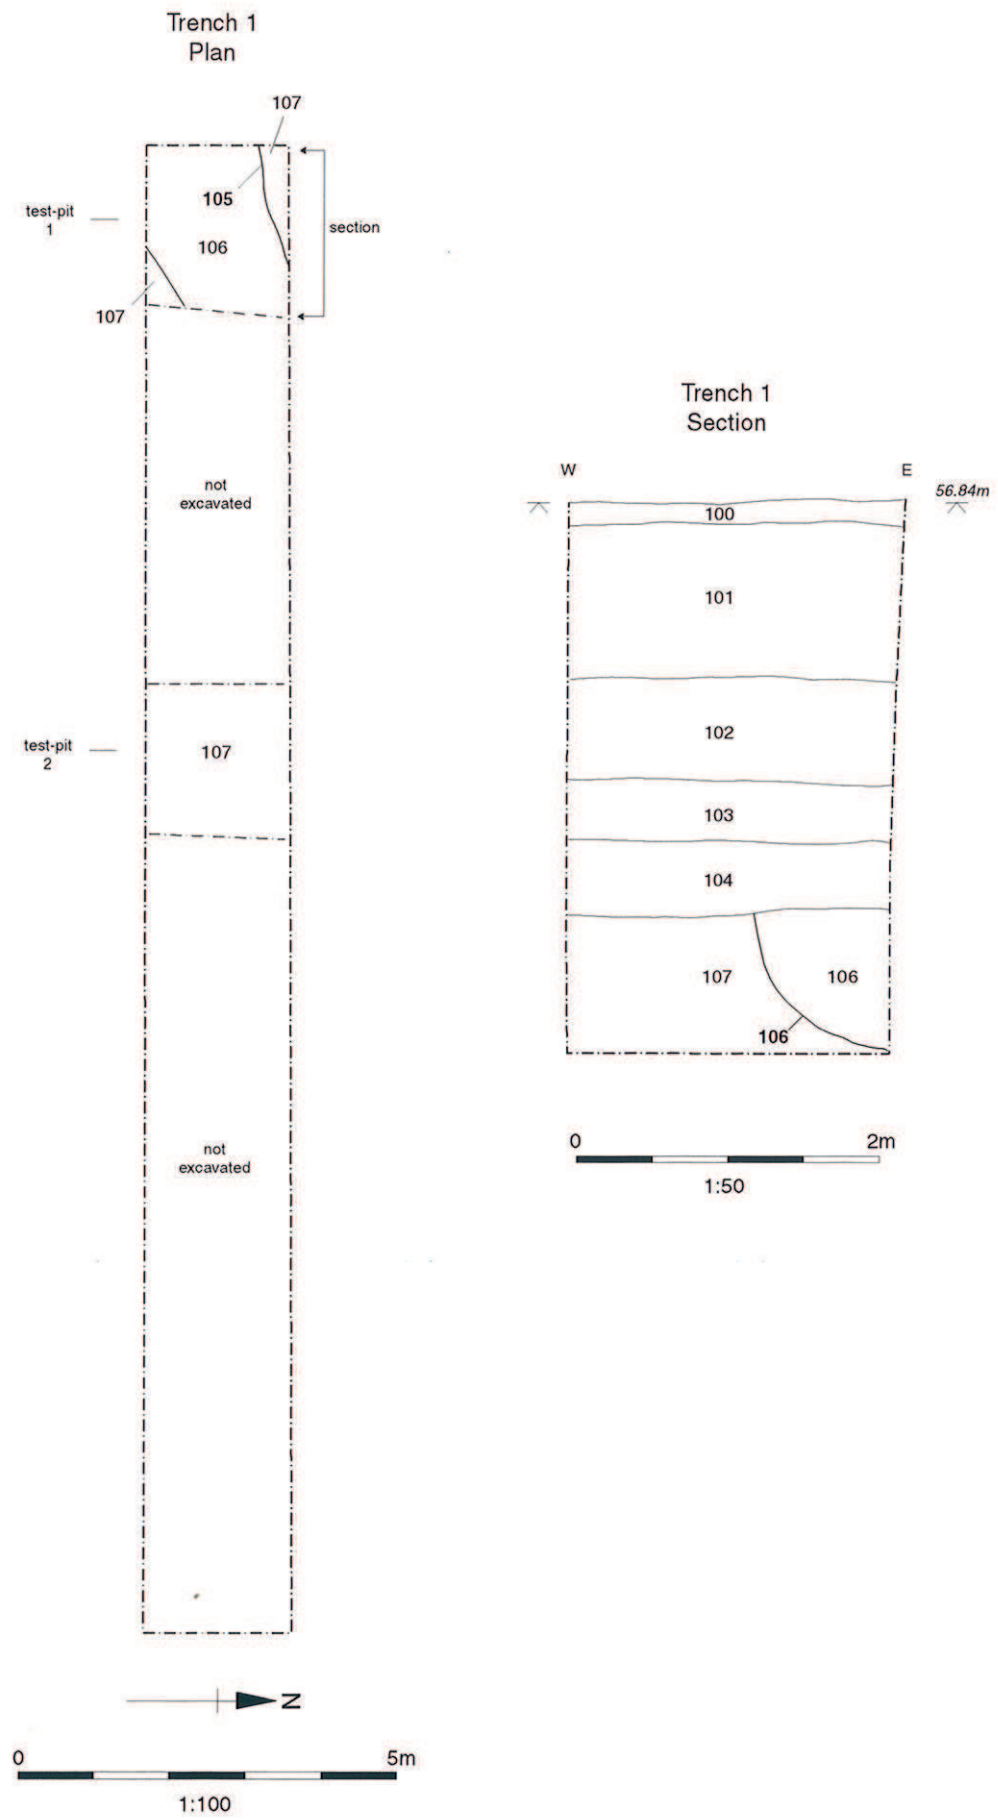 Trench 1
Plan
107
105
test-pit
1
section
106
107
not
excavated
test-pit
2
107
not
excavated
N
0 5m
1:100
Trench 1
Section
W E
56.84m
100
101
102
103
104
107 106
106
0 2m
1:50